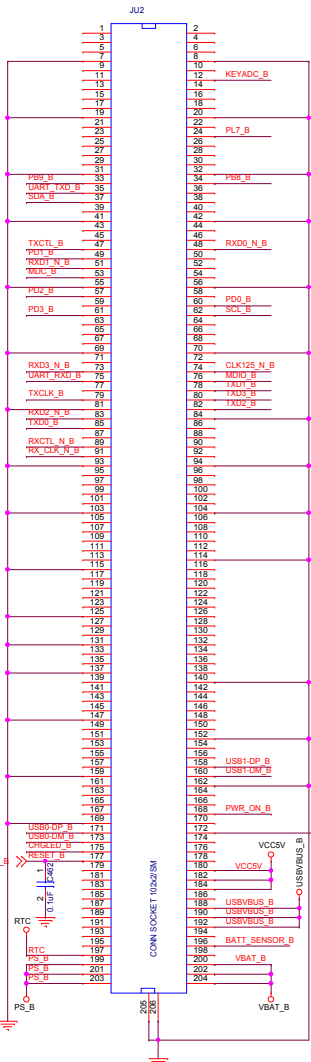 JU2
1 2
3 4
5 6
7 8
9 10
11 12 KEYADC_B
13 14
15 16
17 18
19 20
21 22
23 24 PL7_B
25 26
27 28
29 30
31 32
PB9_B 33 34 PB8_B
UART_TXD_B 35 36
SDA_B 37 38
39 40
41 42
43 44
45 46
TXCTL_B 47 48 RXD0_N_B
PD1_B 49 50
RXD1_N_B 51 52
MDC_B 53 54
55 56
PD2_B 57 58
59 60 PD0_B
PD3_B 61 62 SCL_B
63 64
65 66
67 68
69 70
71 72
RXD3_N_B 73 74 CLK125_N_B
UART_RXD_B 75 76 MDIO_B
77 78 TXD1_B
TXCLK_B 79 80 TXD3_B
81 82 TXD2_B
RXD2_N_B 83 84
TXD0_B 85 86
87 88
RXCTL_N_B 89 90
RX_CLK_N_B 91 92
93 94
95 96
97 98
99 100
101 102
103 104
105 106
107 108
109 110
111 112
113 114
115 116
117 118
119 120
121 122
123 124
125 126
127 128
129 130
131 132
133 134
135 136
137 138
139 140
141 142
143 144
145 146
147 148
149 150
151 152
153 154
155 156
157 158 USB1-DP_B
159 160 USB1-DM_B
161 162
163 164
165 166
167 168 PWR_ON_B
169 170
USB0-DP_B 171 172
USB0-DM_B 173 174
CHGLED_B 175 176
_B RESET_B 177 178
179 180 VCC5V
181 182
183 184
185 186
187 188 USBVBUS_B
189 190 USBVBUS_B
191 192 USBVBUS_B
193 194
195 196 BATT_SENSOR_B
RTC 197 198
PS_B 199 200 VBAT_B
PS_B 201 202
PS_B 203 204
VCC5V
USBVBUS_B
1
C462
2
0.1uF
RTC
PS_B
VBAT_B
CONN SOCKET 102x2/SM
205
206